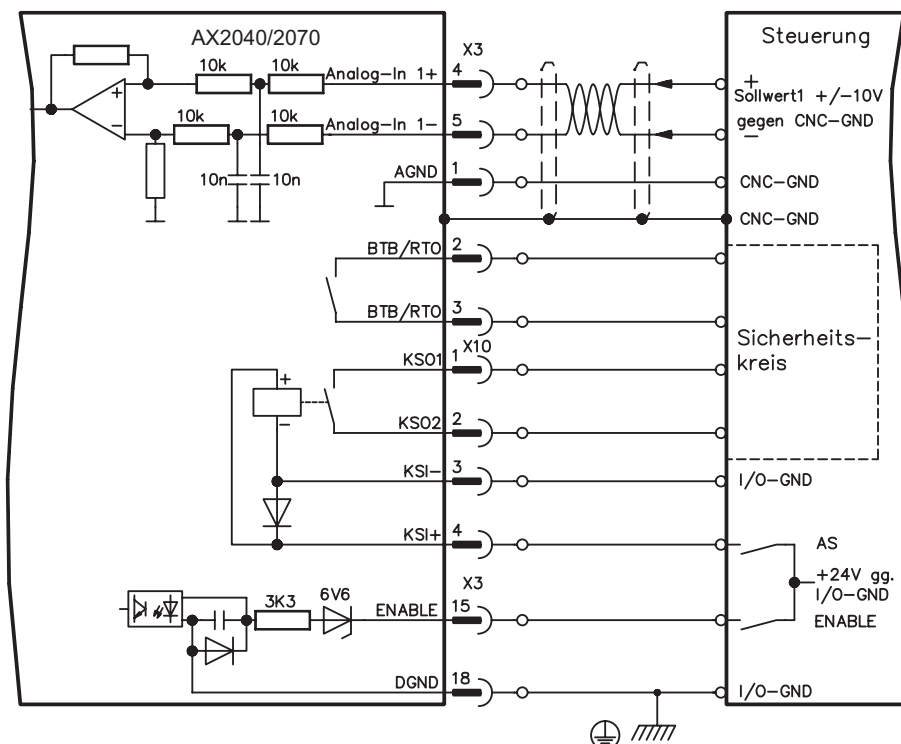 AX2040/2070
Steuerung
X3
10k
10k
Analog-In 1+
4
+
Sollwert1 +/-10V
gegen CNC-GND
−
+
−
10k
10k
Analog-In 1-
5
10n
10n
AGND
1
CNC-GND
CNC-GND
BTB/RTO
2
BTB/RTO
3
Sicherheits-
kreis
X10
KSO1
1
+
−
KSO2
2
KSI-
3
I/O-GND
KSI+
4
AS
+24V gg.
I/O-GND
X3
3K3
6V6
ENABLE
15
ENABLE
DGND
18
I/O-GND